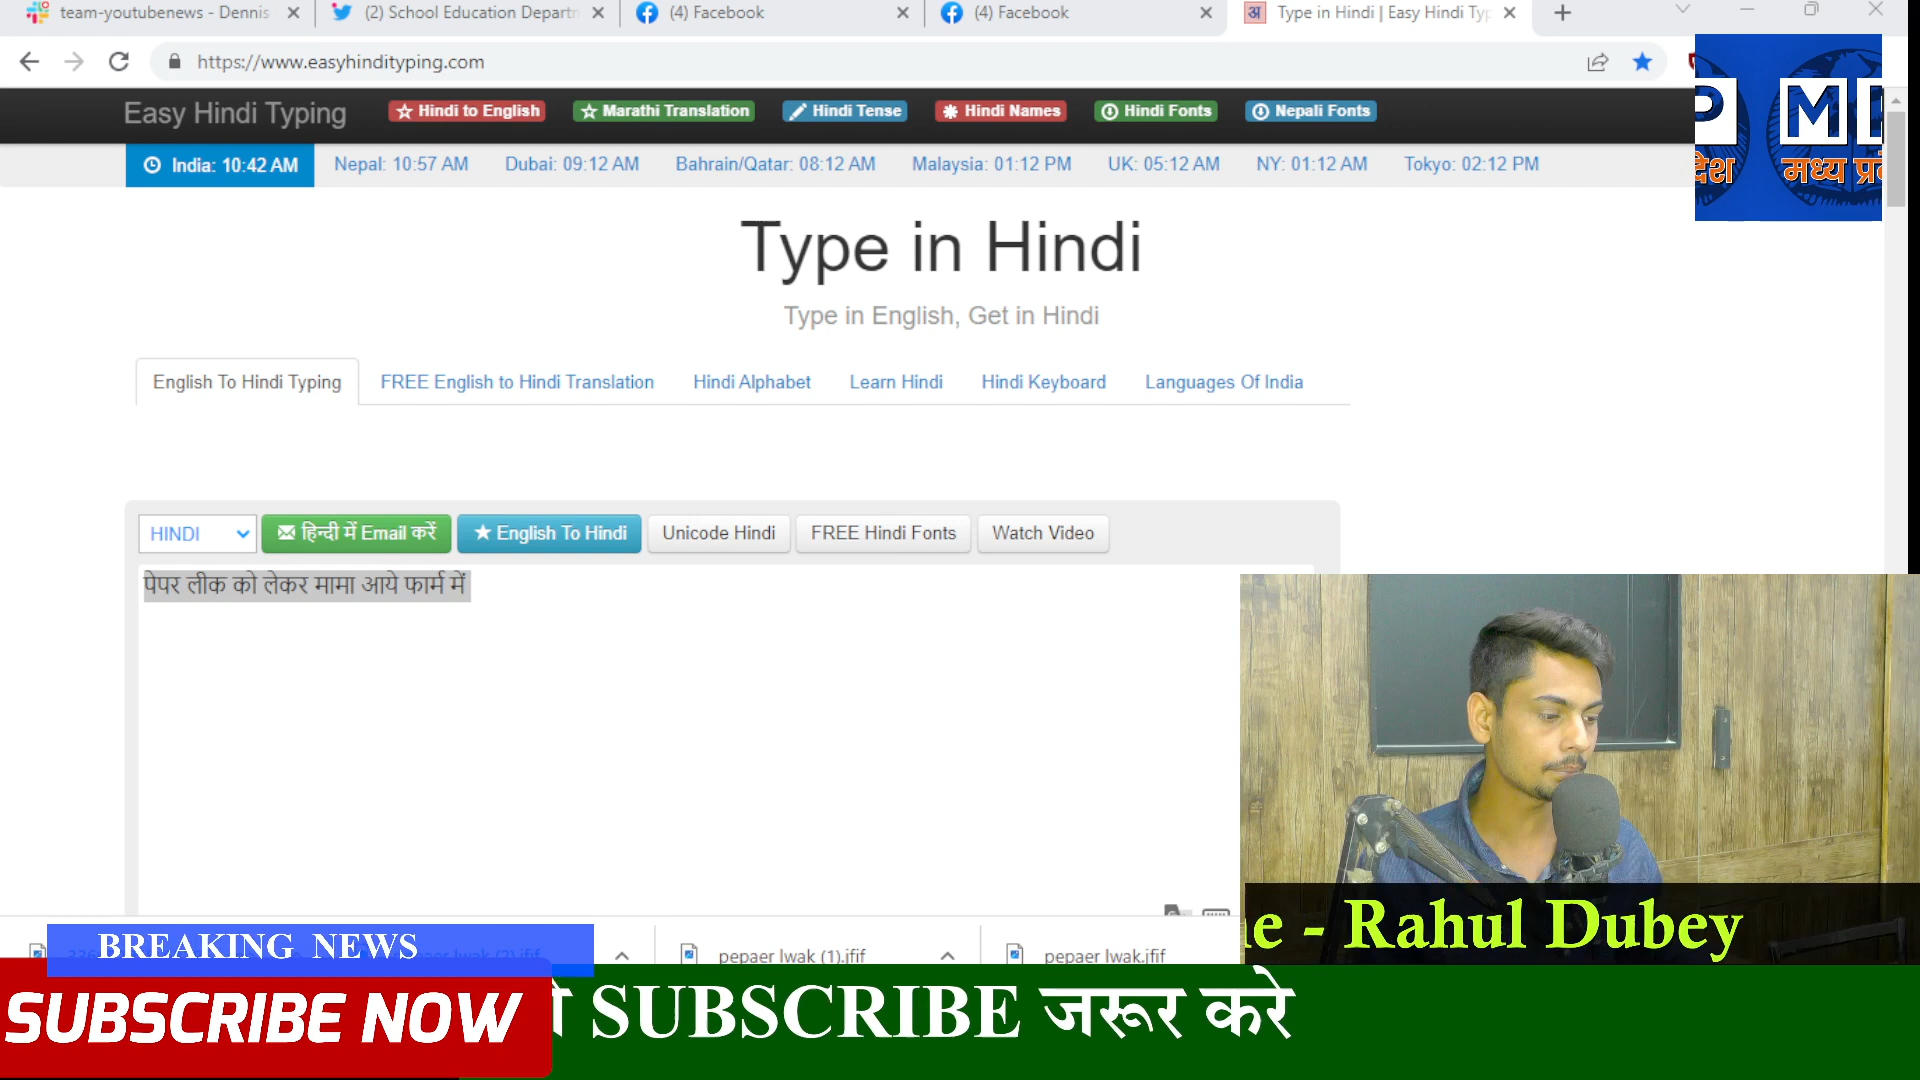 team-youtubenews - Dennis
(2) School Education Departm
(4) Facebook
(4) Facebook
Type in Hindi | Easy Hindi Typ
https://www.easyhindityping.com
Easy Hindi Typing
Hindi to English
Marathi Translation
Hindi Tense
Hindi Names
Hindi Fonts
Nepali Fonts
India: 10:42 AM
Nepal: 10:57 AM
Dubai: 09:12 AM
Bahrain/Qatar: 08:12 AM
Malaysia: 01:12 PM
UK: 05:12 AM
NY: 01:12 AM
Tokyo: 02:12 PM
Type in Hindi
Type in English, Get in Hindi
English To Hindi Typing
FREE English to Hindi Translation
Hindi Alphabet
Learn Hindi
Hindi Keyboard
Languages Of India
HINDI
हिन्दी में Email करें
English To Hindi
Unicode Hindi
FREE Hindi Fonts
Watch Video
पेपर लीक को लेकर मामा आये फार्म में
e - Rahul Dubey
BREAKING NEWS
pepaer lwak (1).jfif
pepaer lwak.jfif
SUBSCRIBE NOW
SUBSCRIBE जरूर करे